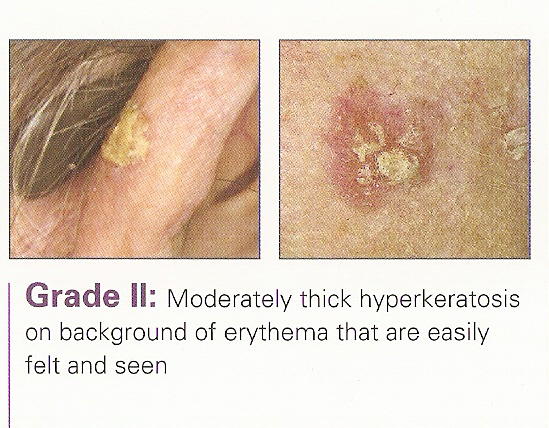 Grade II: Moderately thick hyperkeratosis
on background of erythema that are easily
felt and seen